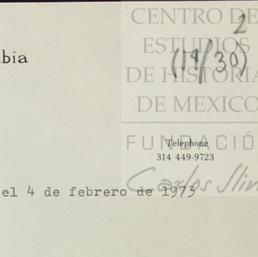 CENTRO DE
ESTUDIOS
DE HISTORIA
DE MEXICO
FUNDACIÓ
Carlos Slim
2
(19/30)
bia
Telephone
314 449-9723
el 4 de febrero de 1973